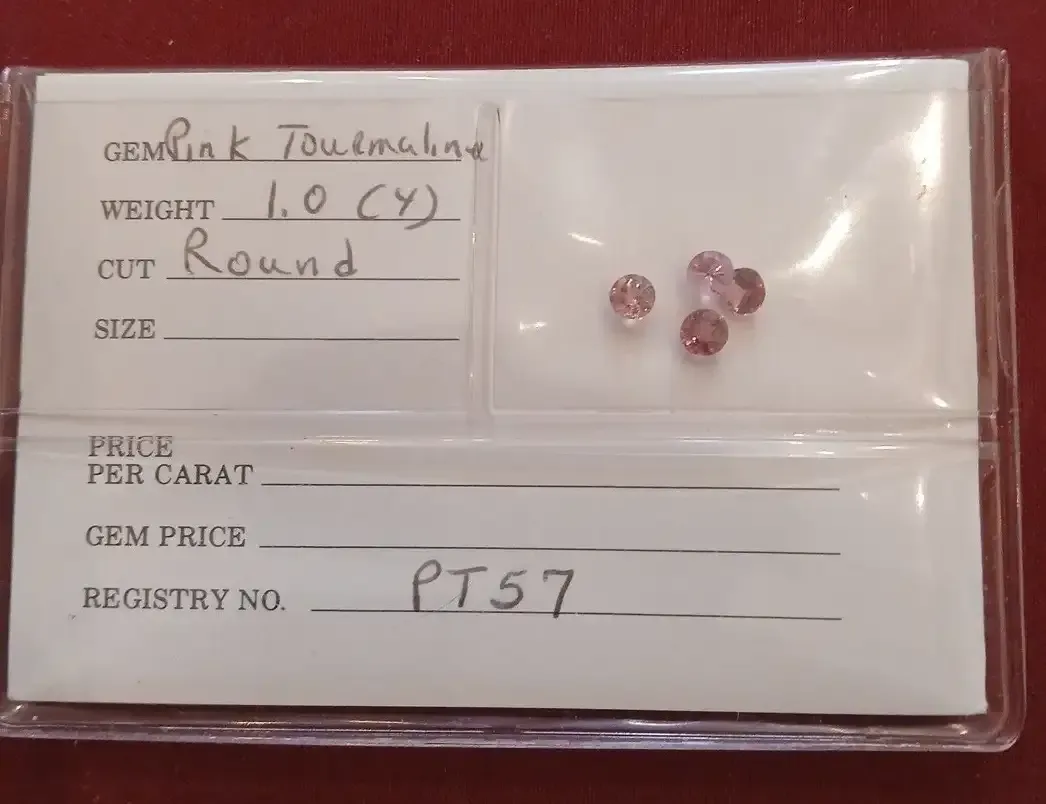 GEM Pink Tourmaline
WEIGHT 1.0 (4)
CUT Round
SIZE
PRICE
PER CARAT
GEM PRICE
REGISTRY NO. PT57